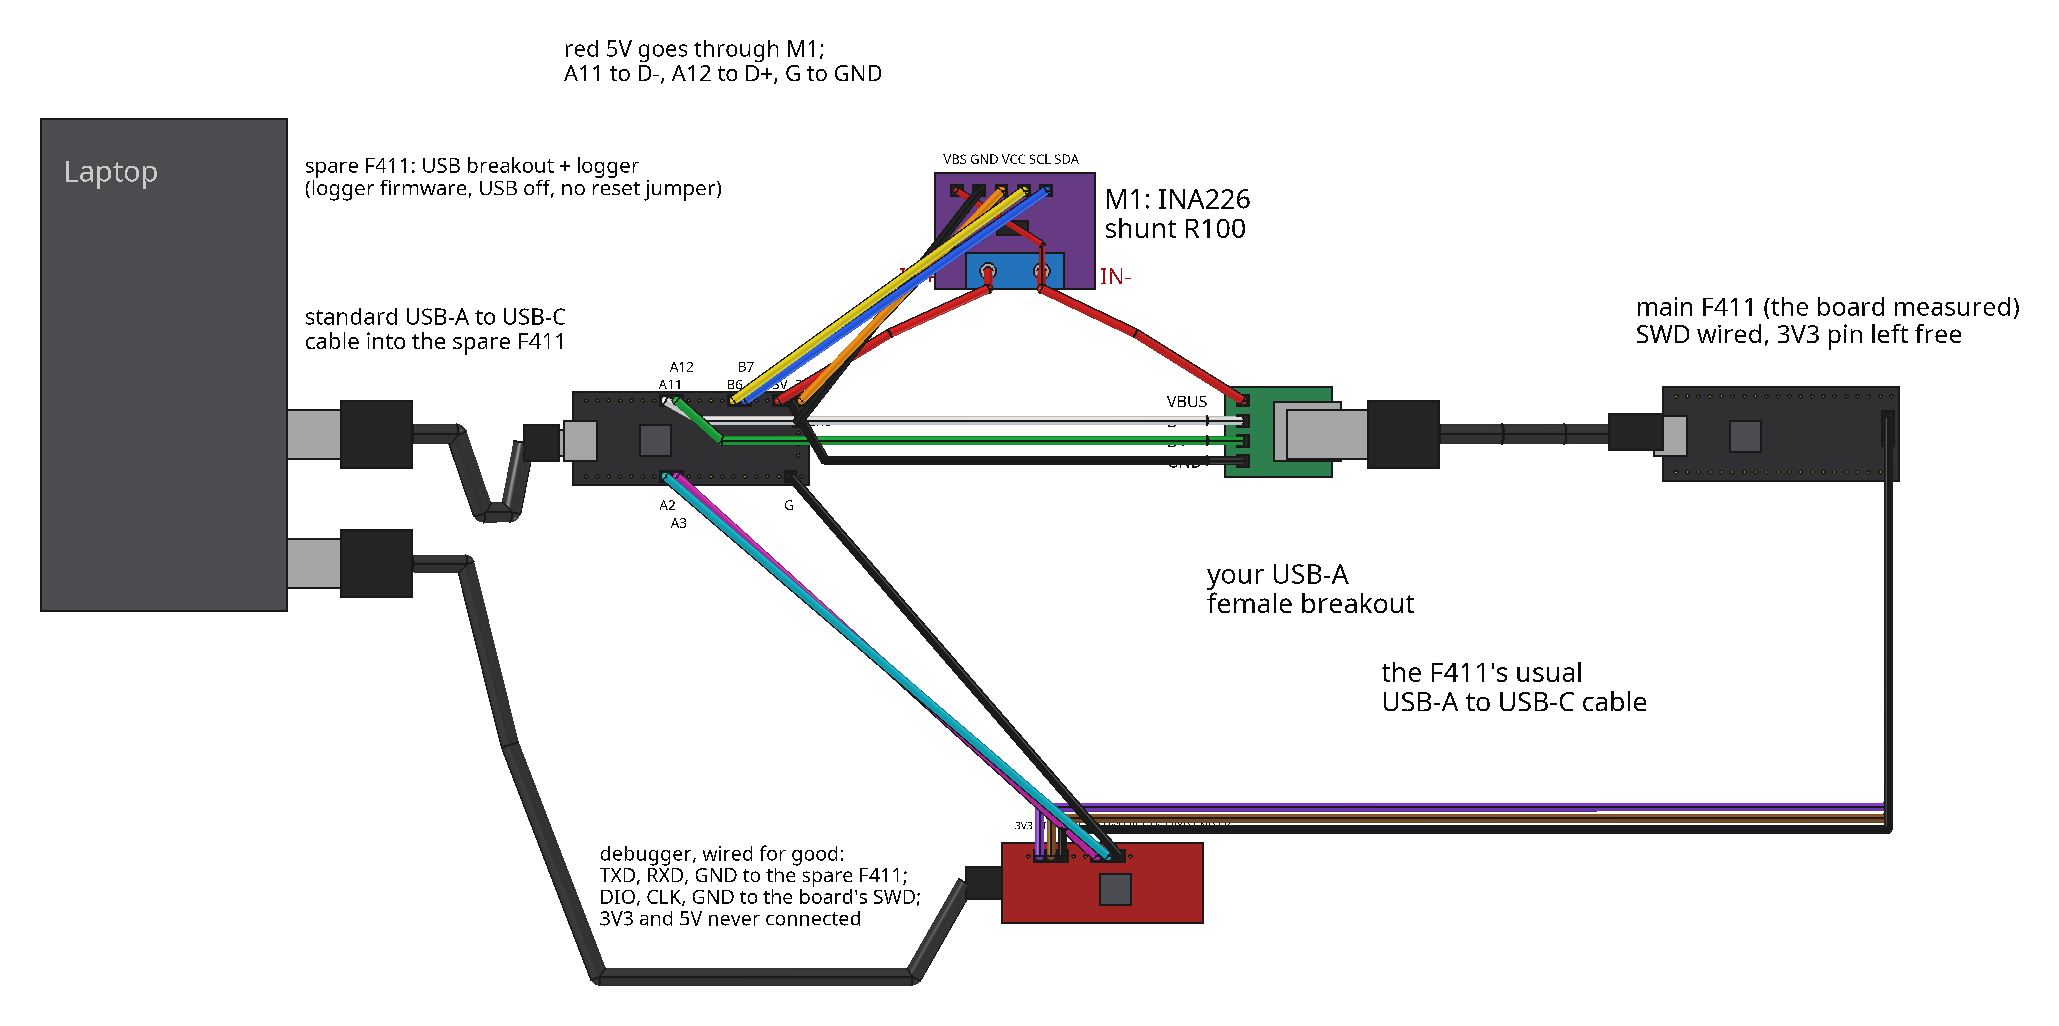 red 5V goes through M1;
A11 to D-, A12 to D+, G to GND
Laptop
spare F411: USB breakout + logger
(logger firmware, USB off, no reset jumper)
VBS GND VCC SCL SDA
M1: INA226
shunt R100
IN-
standard USB-A to USB-C
cable into the spare F411
main F411 (the board measured)
SWD wired, 3V3 pin left free
A12
B7
A11
B6
VBUS
GND
A2
G
A3
your USB-A
female breakout
the F411's usual
USB-A to USB-C cable
3V3
debugger, wired for good:
TXD, RXD, GND to the spare F411;
DIO, CLK, GND to the board's SWD;
3V3 and 5V never connected